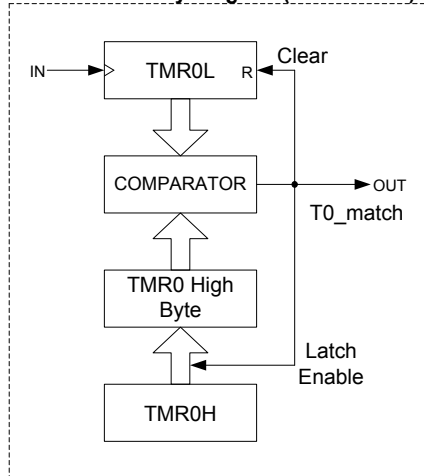 Clear
IN
TMR0L
R
COMPARATOR
OUT
T0_match
TMR0 High
Byte
Latch
Enable
TMR0H